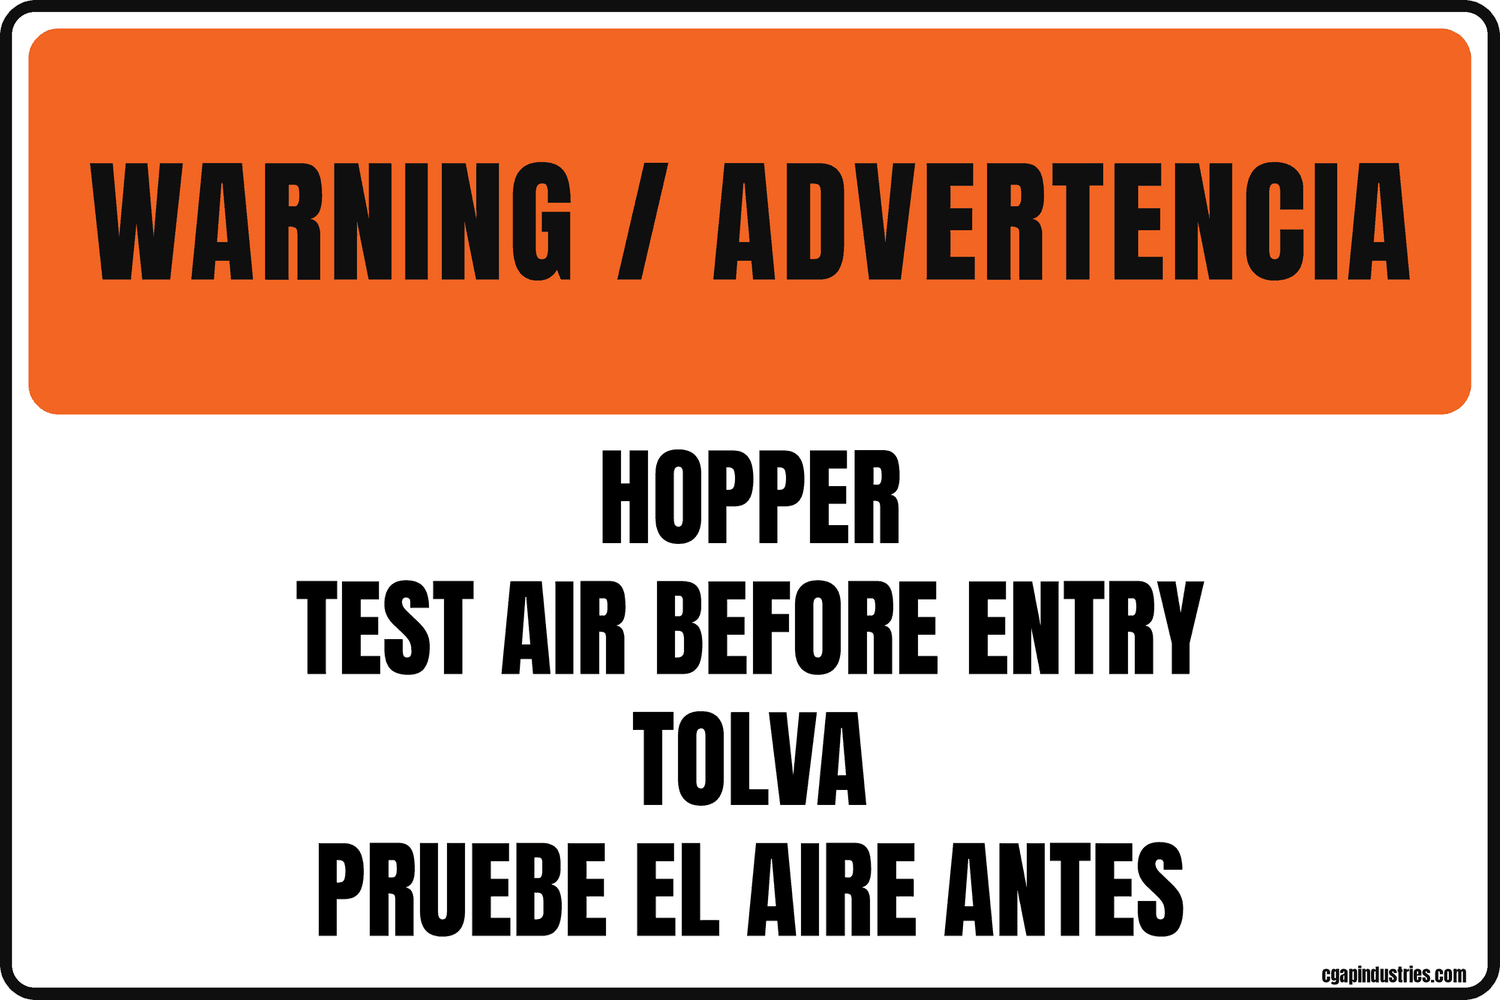 WARNING / ADVERTENCIA
HOPPER
TEST AIR BEFORE ENTRY
TOLVA
PRUEBE EL AIRE ANTES
cgapindustries.com